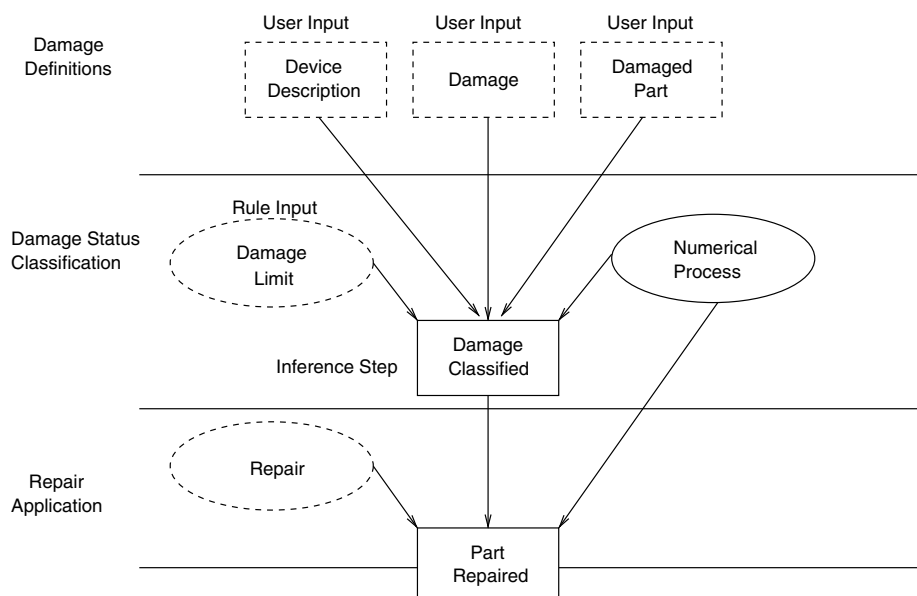 User Input
User Input
User Input
Damage
Definitions
Device
Description
Damage
Damaged
Part
Rule Input
Damage Status
Classification
Damage
Limit
Numerical
Process
Inference Step
Damage
Classified
Repair
Application
Repair
Part
Repaired